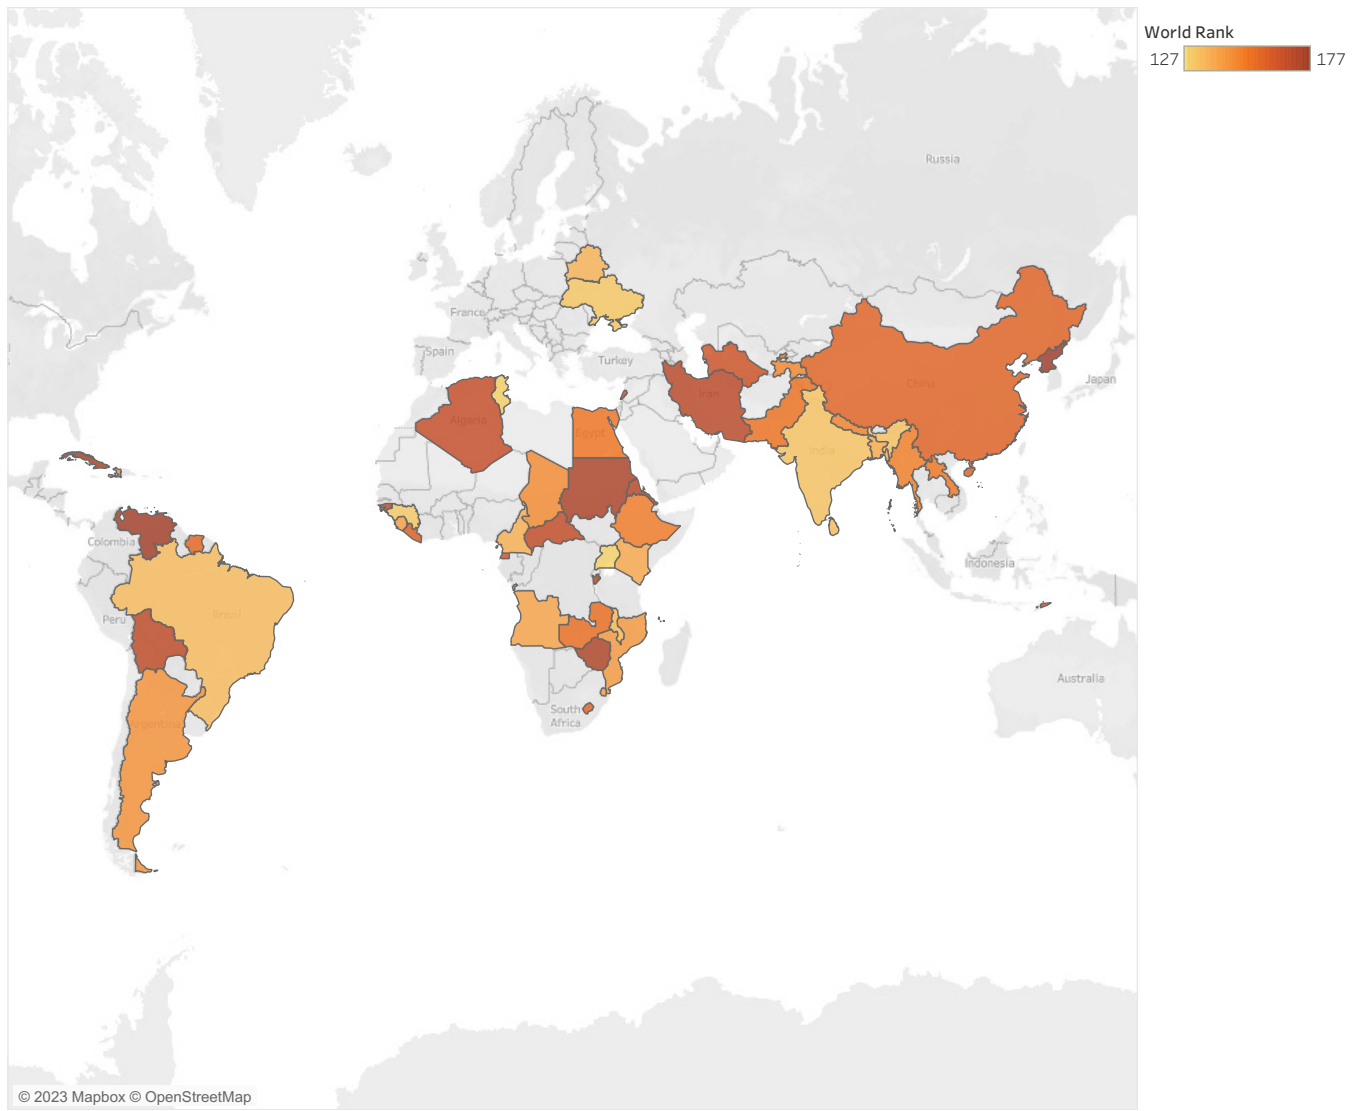 World Rank
127 177
Russia
France
Spain
Turkey
Japan
China
Iran
Algeria
Egypt
India
Colombia
Indonesia
Brazil
Peru
Australia
South
Africa
Argentina
© 2023 Mapbox © OpenStreetMap